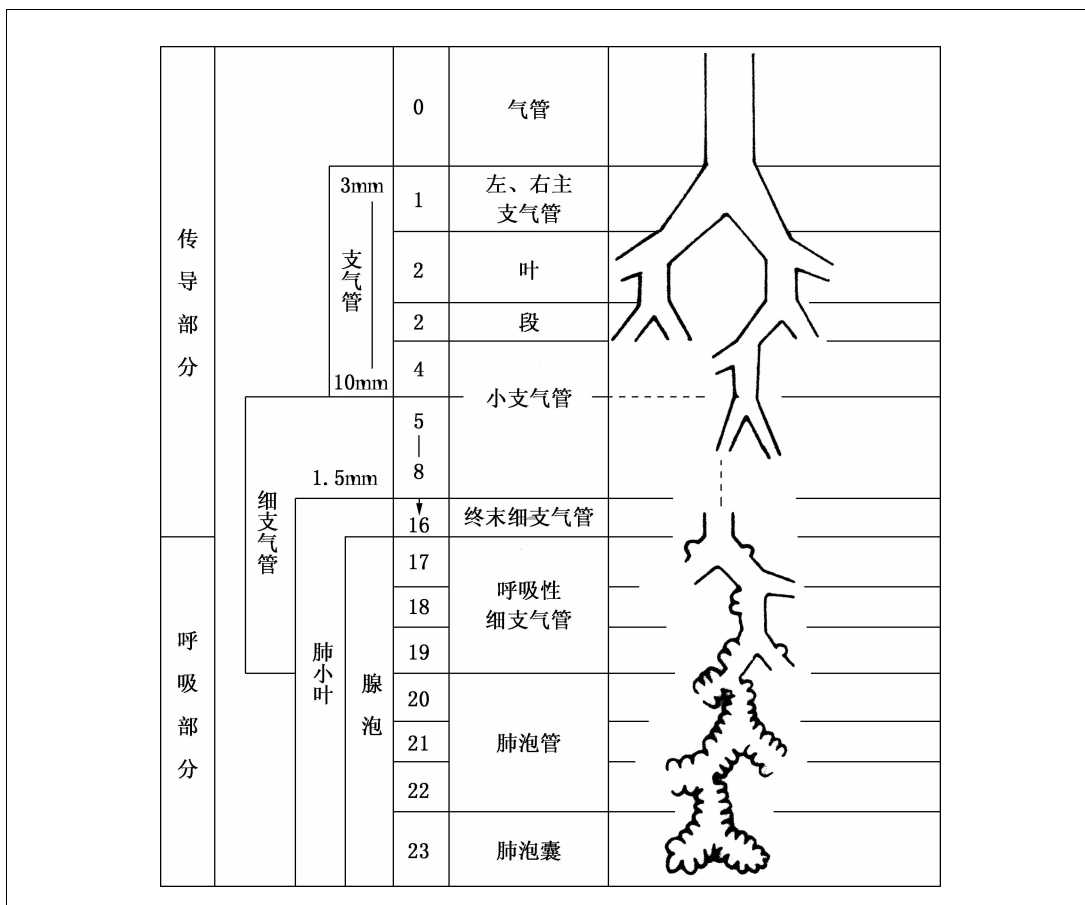 0
气管
3mm
1
左、右主
支气管
传导部分
支气管
2
叶
2
段
4
10mm
小支气管
5
8
1.5mm
细支气管
16
终末细支气管
17
呼吸性
细支气管
18
19
呼吸部分
肺小叶
腺泡
20
21
肺泡管
22
23
肺泡囊